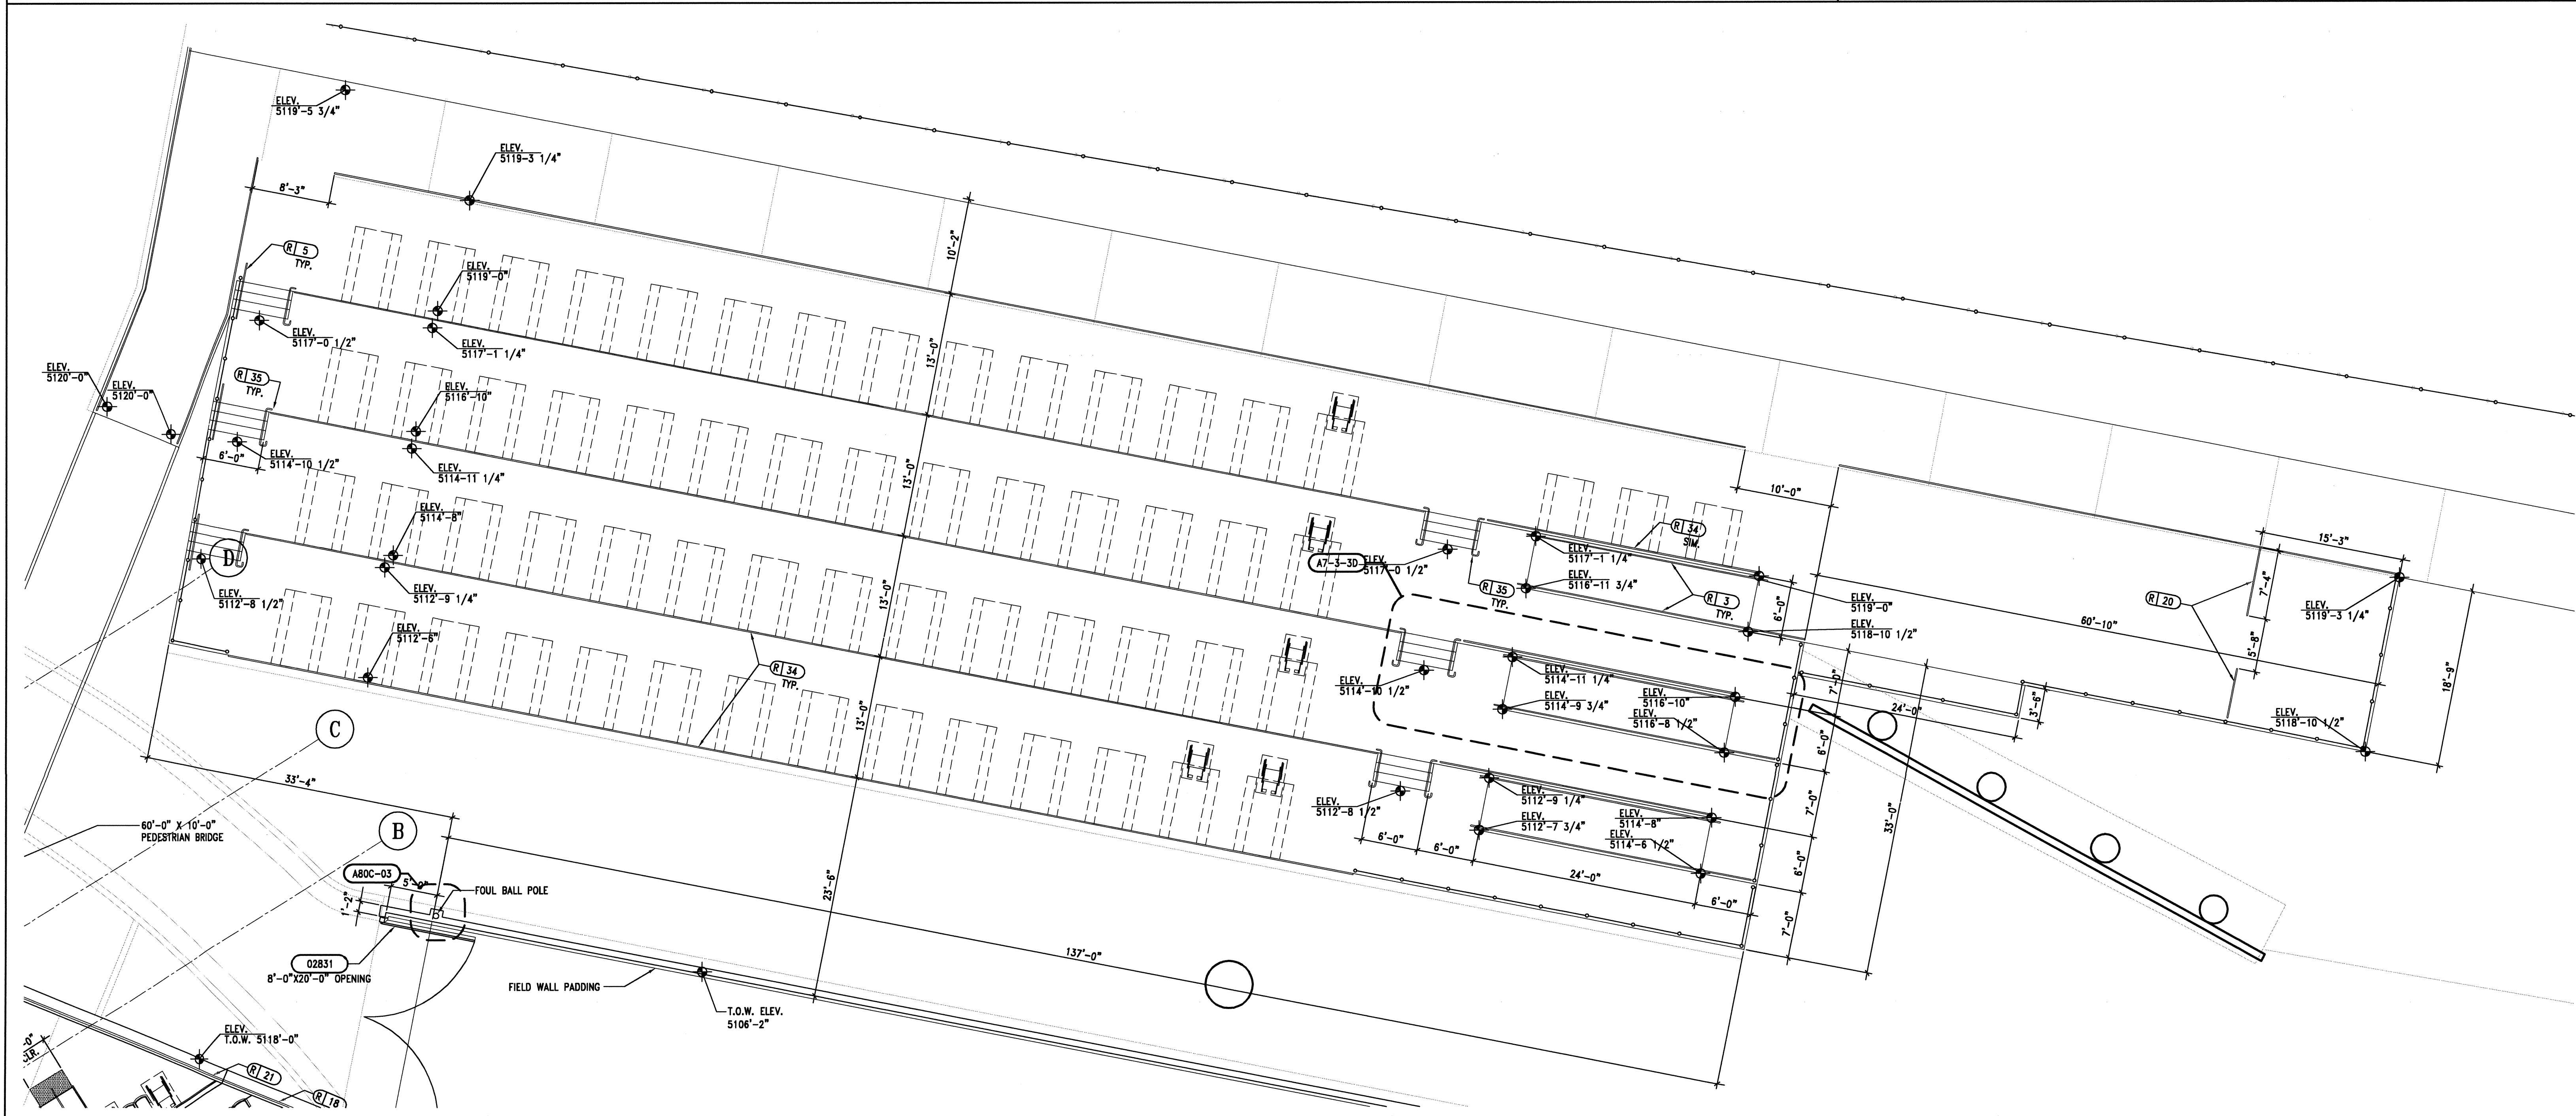 ELEV.
5119'-5 3/4"
ELEV.
5119-3 1/4"
8'-3"
10'-2"
R 5
TYP.
ELEV.
5119'-0"
ELEV.
5117'-0 1/2"
ELEV.
5117'-1 1/4"
13'-0"
ELEV.
5120'-0"
ELEV.
5120'-0"
R 35
TYP.
ELEV.
5116'-10"
6'-0"
ELEV.
5114'-10 1/2"
ELEV.
5114-11 1/4"
13'-0"
10'-0"
R 34
SIM.
ELEV.
5114'-8"
D
ELEV.
5112'-8 1/2"
ELEV.
5112'-9 1/4"
13'-0"
A7-3-3D
ELEV.
5117'-0 1/2"
ELEV.
5117'-1 1/4"
ELEV.
5116'-11 3/4"
R 35
TYP.
R 3
TYP.
6'-0"
ELEV.
5119'-0"
ELEV.
5118-10 1/2"
60'-10"
15'-3"
7'-4"
R 20
5'-8"
ELEV.
5119'-3 1/4"
18'-9"
ELEV.
5112'-6"
R 34
TYP.
13'-0"
ELEV.
5114'-10 1/2"
ELEV.
5114'-11 1/4"
ELEV.
5114'-9 3/4"
ELEV.
5116'-10"
ELEV.
5116'-8 1/2"
7'-0"
24'-0"
3'-6"
ELEV.
5118'-10 1/2"
6'-0"
C
33'-4"
ELEV.
5112'-8 1/2"
ELEV.
5112'-9 1/4"
ELEV.
5112'-7 3/4"
ELEV.
5114'-8"
ELEV.
5114'-6 1/2"
7'-0"
33'-0"
6'-0"
6'-0"
24'-0"
6'-0"
6'-0"
7'-0"
60'-0" X 10'-0"
PEDESTRIAN BRIDGE
B
A80C-03
5'-0"
FOUL BALL POLE
1'-2"
23'-6"
02831
8'-0"X20'-0" OPENING
FIELD WALL PADDING
T.O.W. ELEV.
5106'-2"
137'-0"
ELEV.
T.O.W. 5118'-0"
-0"
CLR.
R 21
R 18